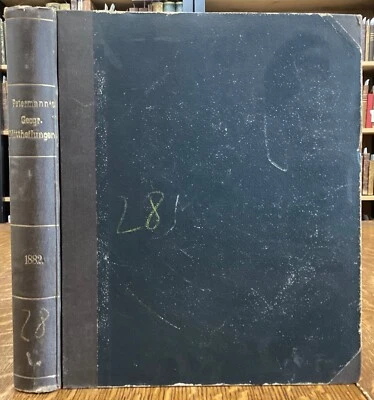 Petermann's
Geogr.
Mittheilungen
1882.
28
28